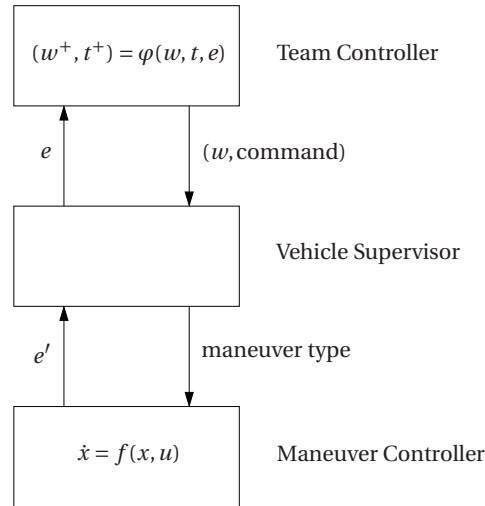 (w⁺, t⁺) = φ(w, t, e)
Team Controller
e
(w, command)
Vehicle Supervisor
e′
maneuver type
ẋ = f(x, u)
Maneuver Controller